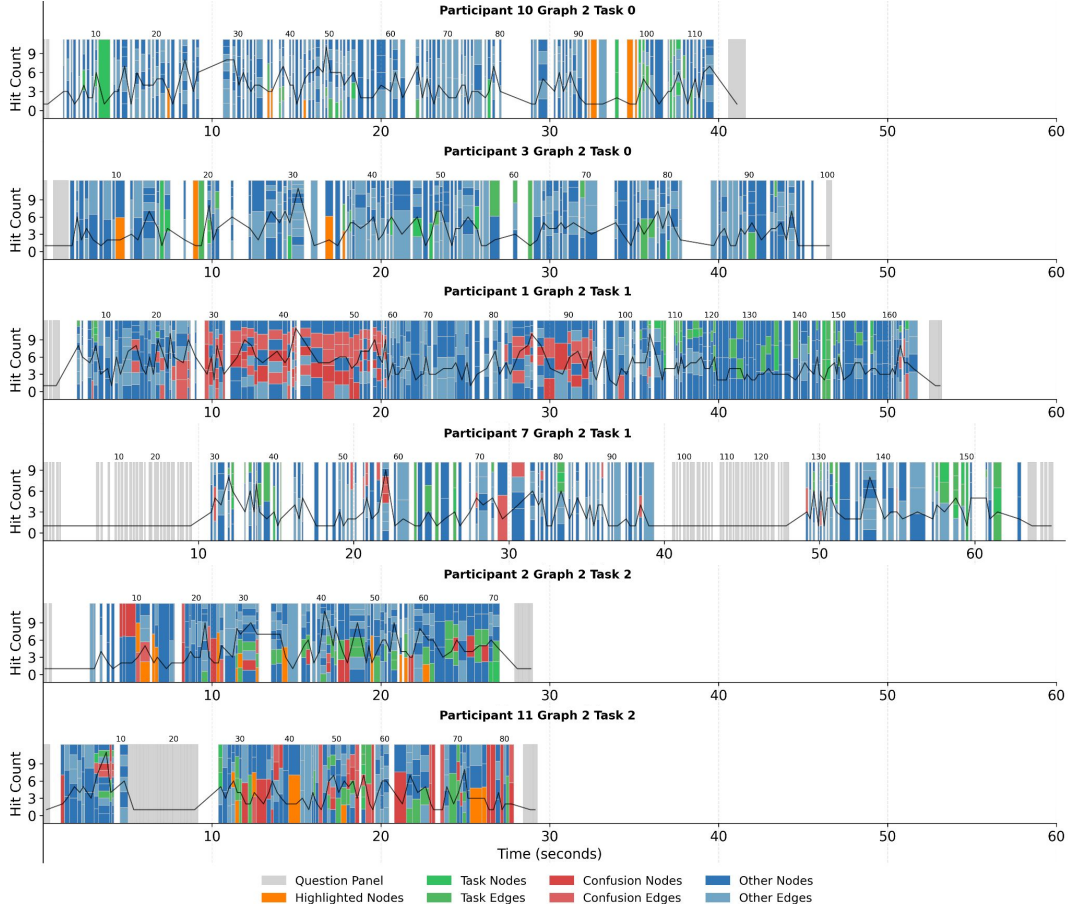 Participant 10 Graph 2 Task 0
10 20 30 40 50 60 70 80 90 100 110
Hit Count
9
6
3
0
10 20 30 40 50 60
Participant 3 Graph 2 Task 0
10 20 30 40 50 60 70 80 90 100
Hit Count
9
6
3
0
10 20 30 40 50 60
Participant 1 Graph 2 Task 1
10 20 30 40 50 60 70 80 90 100 110 120 130 140 150 160
Hit Count
9
6
3
0
10 20 30 40 50 60
Participant 7 Graph 2 Task 1
10 20 30 40 50 60 70 80 90 100 110 120 130 140 150
Hit Count
9
6
3
0
10 20 30 40 50 60
Participant 2 Graph 2 Task 2
10 20 30 40 50 60 70
Hit Count
9
6
3
0
10 20 30 40 50 60
Participant 11 Graph 2 Task 2
10 20 30 40 50 60 70 80
Hit Count
9
6
3
0
10 20 30 40 50 60
Time (seconds)
Question Panel Task Nodes Confusion Nodes Other Nodes
Highlighted Nodes Task Edges Confusion Edges Other Edges